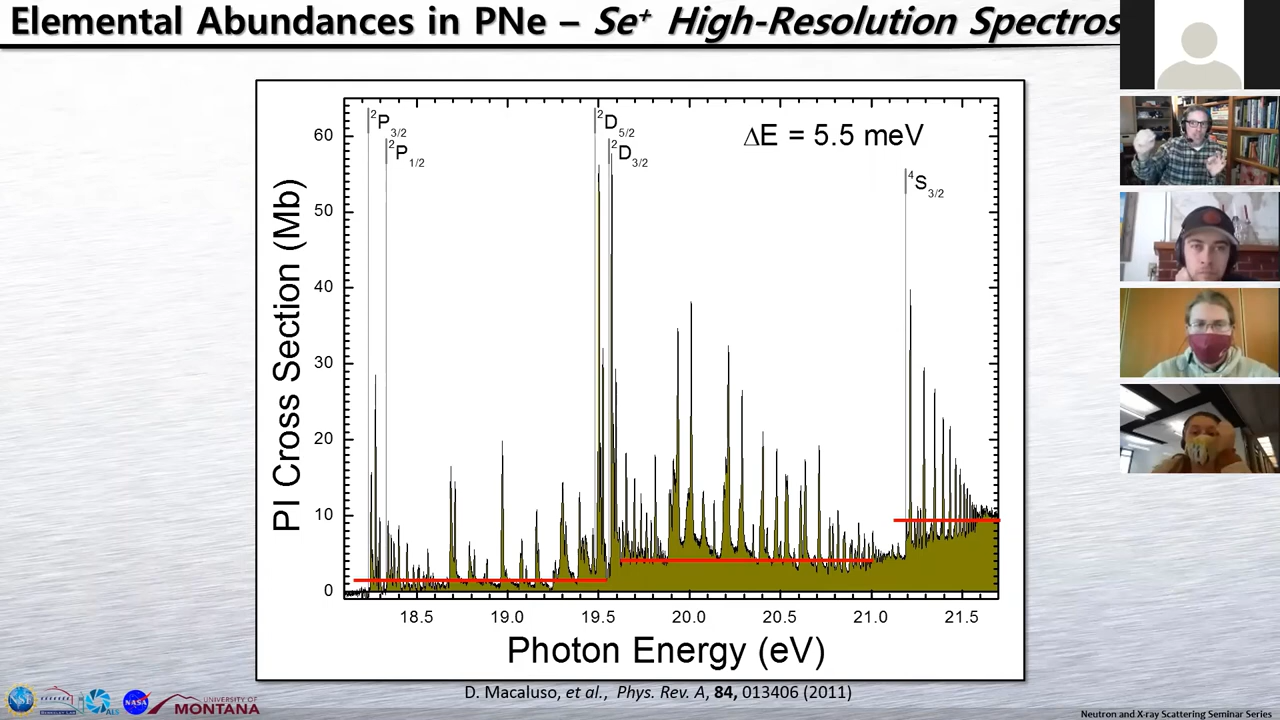 Elemental Abundances in PNe – Se⁺ High-Resolution Spectros
²P₃/₂
²P₁/₂
²D₅/₂
²D₃/₂
ΔE = 5.5 meV
⁴S₃/₂
PI Cross Section (Mb)
60
50
40
30
20
10
0
18.5 19.0 19.5 20.0 20.5 21.0 21.5
Photon Energy (eV)
D. Macaluso, et al., Phys. Rev. A, 84, 013406 (2011)
NSF
ALS
NASA
UNIVERSITY OF
MONTANA
Neutron and X-ray Scattering Seminar Series